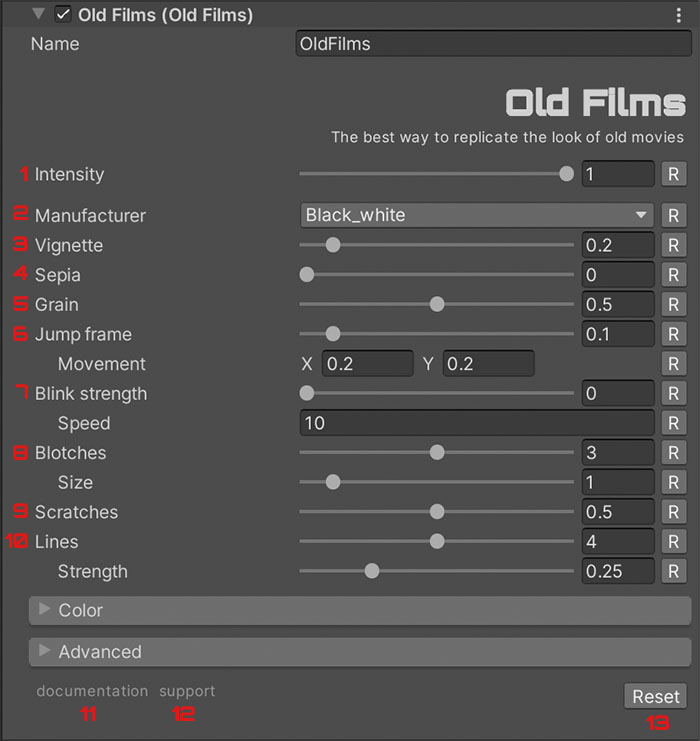 Old Films (Old Films)
Name OldFilms
Old Films
The best way to replicate the look of old movies
1 Intensity 1 R
2 Manufacturer Black_white R
3 Vignette 0.2 R
4 Sepia 0 R
5 Grain 0.5 R
6 Jump frame 0.1 R
Movement X 0.2 Y 0.2 R
7 Blink strength 0 R
Speed 10 R
8 Blotches 3 R
Size 1 R
9 Scratches 0.5 R
10 Lines 4 R
Strength 0.25 R
Color
Advanced
documentation support Reset
11 12 13